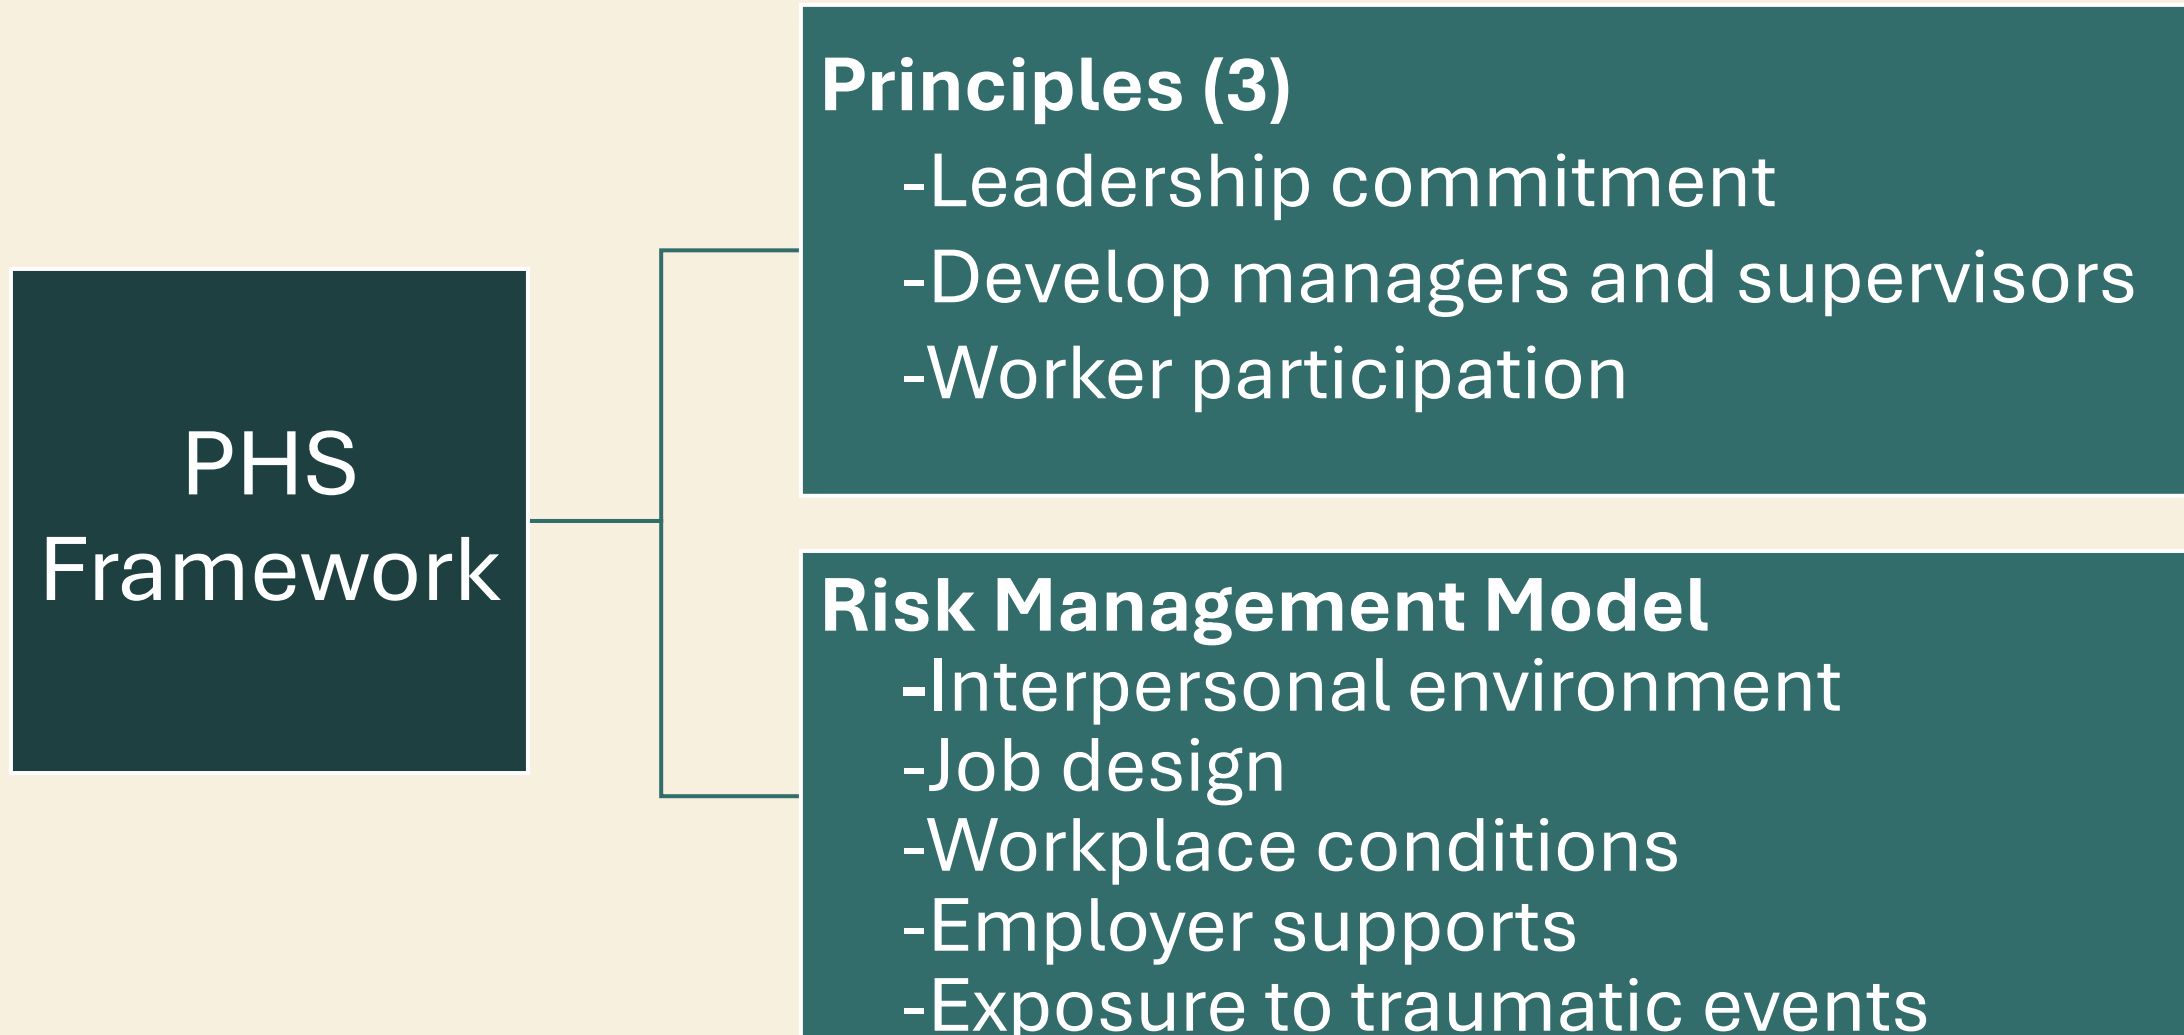 PHS
Framework
Principles (3)
-Leadership commitment
-Develop managers and supervisors
-Worker participation
Risk Management Model
-Interpersonal environment
-Job design
-Workplace conditions
-Employer supports
-Exposure to traumatic events